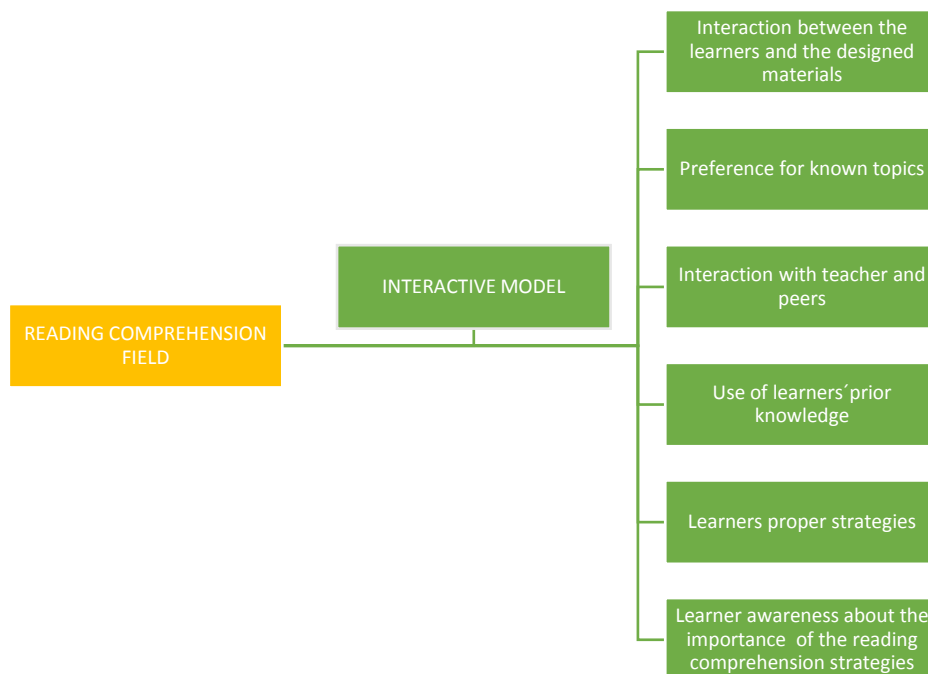 READING COMPREHENSION
FIELD
INTERACTIVE MODEL
Interaction between the
learners and the designed
materials
Preference for known topics
Interaction with teacher and
peers
Use of learners´prior
knowledge
Learners proper strategies
Learner awareness about the
importance of the reading
comprehension strategies